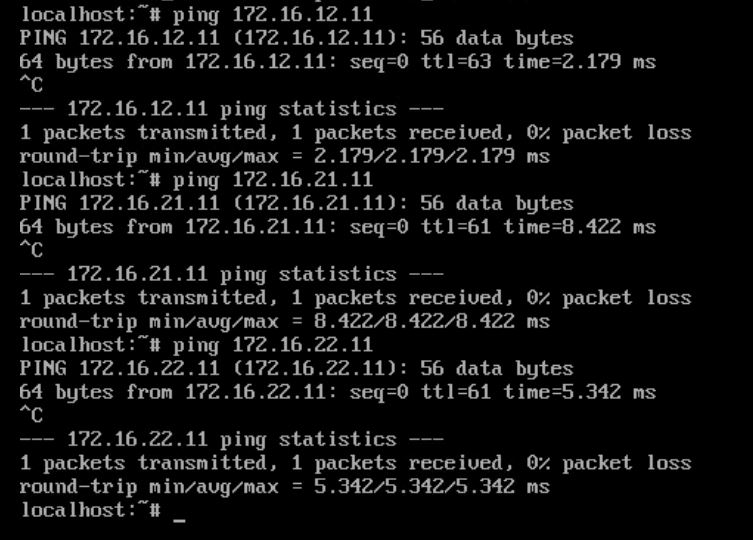 localhost:~# ping 172.16.12.11
PING 172.16.12.11 (172.16.12.11): 56 data bytes
64 bytes from 172.16.12.11: seq=0 ttl=63 time=2.179 ms
^C
--- 172.16.12.11 ping statistics ---
1 packets transmitted, 1 packets received, 0% packet loss
round-trip min/avg/max = 2.179/2.179/2.179 ms
localhost:~# ping 172.16.21.11
PING 172.16.21.11 (172.16.21.11): 56 data bytes
64 bytes from 172.16.21.11: seq=0 ttl=61 time=8.422 ms
^C
--- 172.16.21.11 ping statistics ---
1 packets transmitted, 1 packets received, 0% packet loss
round-trip min/avg/max = 8.422/8.422/8.422 ms
localhost:~# ping 172.16.22.11
PING 172.16.22.11 (172.16.22.11): 56 data bytes
64 bytes from 172.16.22.11: seq=0 ttl=61 time=5.342 ms
^C
--- 172.16.22.11 ping statistics ---
1 packets transmitted, 1 packets received, 0% packet loss
round-trip min/avg/max = 5.342/5.342/5.342 ms
localhost:~# _